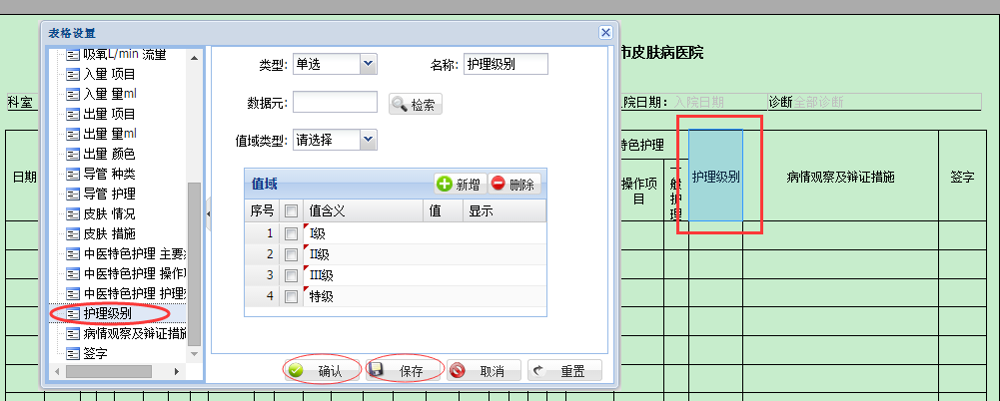 表格设置
吸氧L/min 流量
入量 项目
入量 量ml
出量 项目
出量 量ml
出量 颜色
导管 种类
导管 护理
皮肤 情况
皮肤 措施
中医特色护理 主要
中医特色护理 操作项
中医特色护理 护理
护理级别
病情观察及辩证措施
签字
类型: 单选 名称: 护理级别
数据元: 检索
值域类型: 请选择
值域 新增 删除
序号 值含义 值 显示
1 I级
2 II级
3 III级
4 特级
确认 保存 取消 重置
市皮肤病医院
科室 院日期: 入院日期 诊断 全部诊断
日期 特色护理 护理级别 病情观察及辩证措施 签字
操作项目 一般护理